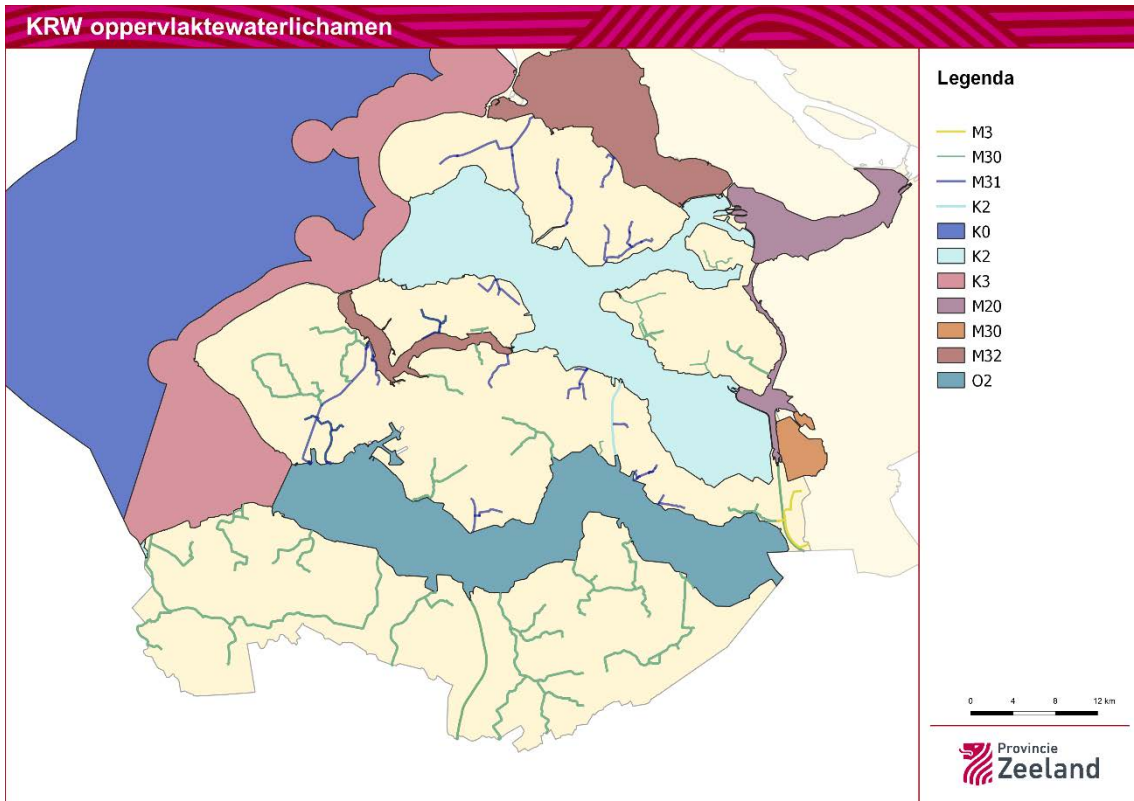 KRW oppervlaktewaterlichamen
Legenda
M3
M30
M31
K2
K0
K2
K3
M20
M30
M32
O2
0 4 8 12 km
Provincie
Zeeland